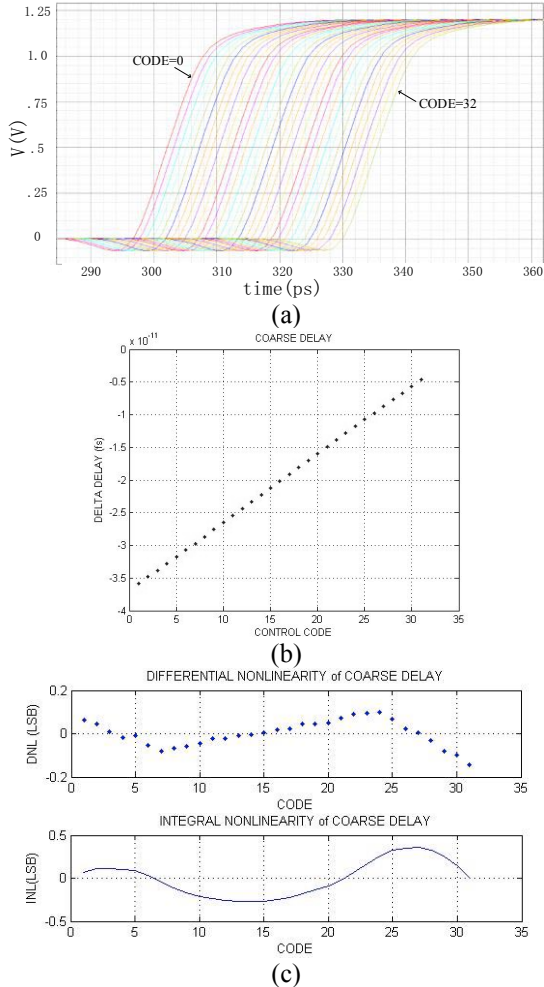 1.25
1.0
.75
.5
.25
0
V(V)
CODE=0
CODE=32
290 300 310 320 330 340 350 360
time(ps)
(a)
x 10^-11
COARSE DELAY
0
-0.5
-1
-1.5
-2
-2.5
-3
-3.5
-4
DELTA DELAY (fs)
0 5 10 15 20 25 30 35
CONTROL CODE
(b)
DIFFERENTIAL NONLINEARITY of COARSE DELAY
0.2
0
-0.2
DNL (LSB)
0 5 10 15 20 25 30 35
CODE
INTEGRAL NONLINEARITY of COARSE DELAY
0.5
0
-0.5
INL(LSB)
0 5 10 15 20 25 30 35
CODE
(c)